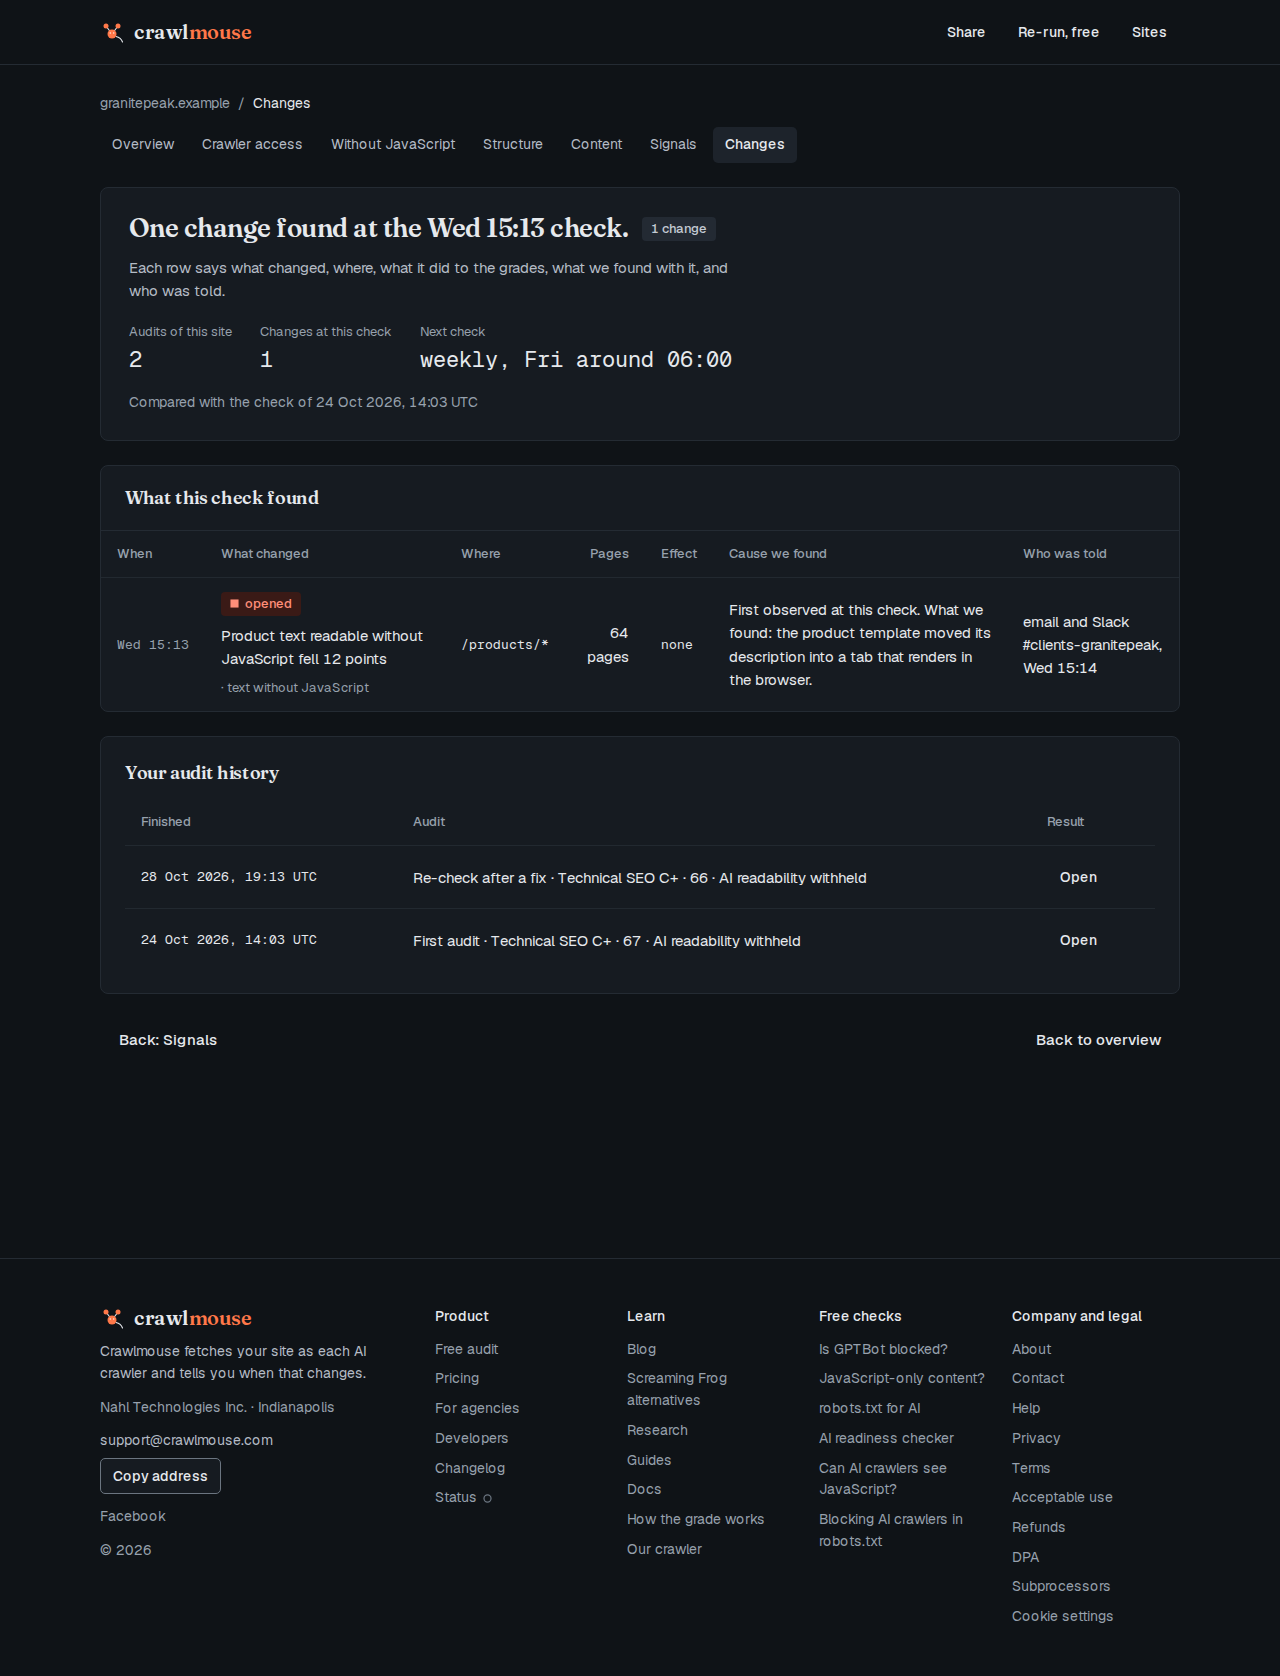 crawlmouse
Share Re-run, free Sites
granitepeak.example / Changes
Overview Crawler access Without JavaScript Structure Content Signals Changes
One change found at the Wed 15:13 check. 1 change
Each row says what changed, where, what it did to the grades, what we found with it, and
who was told.
Audits of this site Changes at this check Next check
2 1 weekly, Fri around 06:00
Compared with the check of 24 Oct 2026, 14:03 UTC
What this check found
When What changed Where Pages Effect Cause we found Who was told
Wed 15:13
opened
Product text readable without
JavaScript fell 12 points
· text without JavaScript
/products/*
64
pages
none
First observed at this check. What we
found: the product template moved its
description into a tab that renders in
the browser.
email and Slack
#clients-granitepeak,
Wed 15:14
Your audit history
Finished Audit Result
28 Oct 2026, 19:13 UTC Re-check after a fix · Technical SEO C+ · 66 · AI readability withheld Open
24 Oct 2026, 14:03 UTC First audit · Technical SEO C+ · 67 · AI readability withheld Open
Back: Signals Back to overview
crawlmouse
Crawlmouse fetches your site as each AI
crawler and tells you when that changes.
Nahl Technologies Inc. · Indianapolis
support@crawlmouse.com
Copy address
Facebook
© 2026
Product
Free audit
Pricing
For agencies
Developers
Changelog
Status
Learn
Blog
Screaming Frog
alternatives
Research
Guides
Docs
How the grade works
Our crawler
Free checks
Is GPTBot blocked?
JavaScript-only content?
robots.txt for AI
AI readiness checker
Can AI crawlers see
JavaScript?
Blocking AI crawlers in
robots.txt
Company and legal
About
Contact
Help
Privacy
Terms
Acceptable use
Refunds
DPA
Subprocessors
Cookie settings